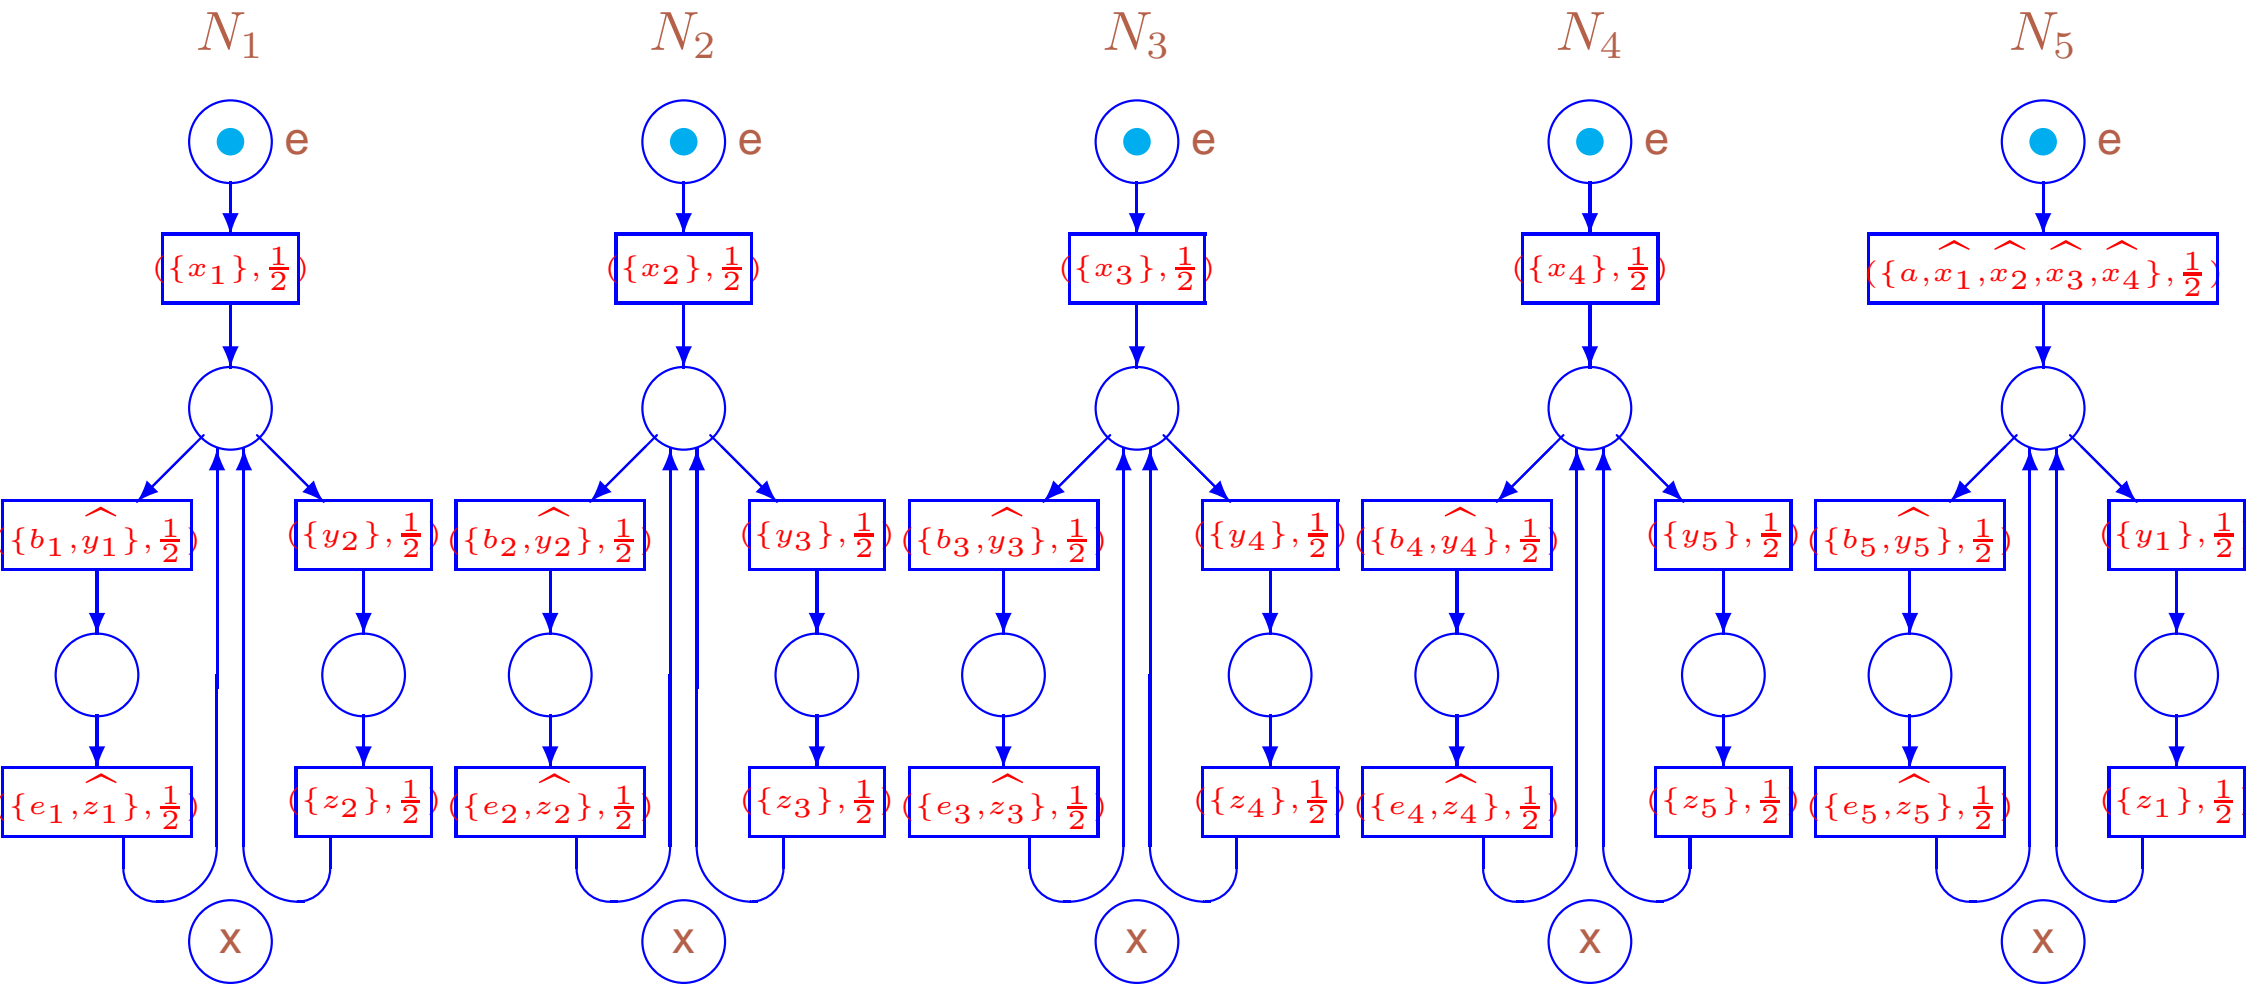 N₁ N₂ N₃ N₄ N₅
e e e e e
({x₁}, 1/2) ({x₂}, 1/2) ({x₃}, 1/2) ({x₄}, 1/2) ({a, x̂₁, x̂₂, x̂₃, x̂₄}, 1/2)
({b₁, ŷ₁}, 1/2) ({y₂}, 1/2) ({b₂, ŷ₂}, 1/2) ({y₃}, 1/2) ({b₃, ŷ₃}, 1/2) ({y₄}, 1/2) ({b₄, ŷ₄}, 1/2) ({y₅}, 1/2) ({b₅, ŷ₅}, 1/2) ({y₁}, 1/2
({e₁, ẑ₁}, 1/2) ({z₂}, 1/2) ({e₂, ẑ₂}, 1/2) ({z₃}, 1/2) ({e₃, ẑ₃}, 1/2) ({z₄}, 1/2) ({e₄, ẑ₄}, 1/2) ({z₅}, 1/2) ({e₅, ẑ₅}, 1/2) ({z₁}, 1/2)
x x x x x